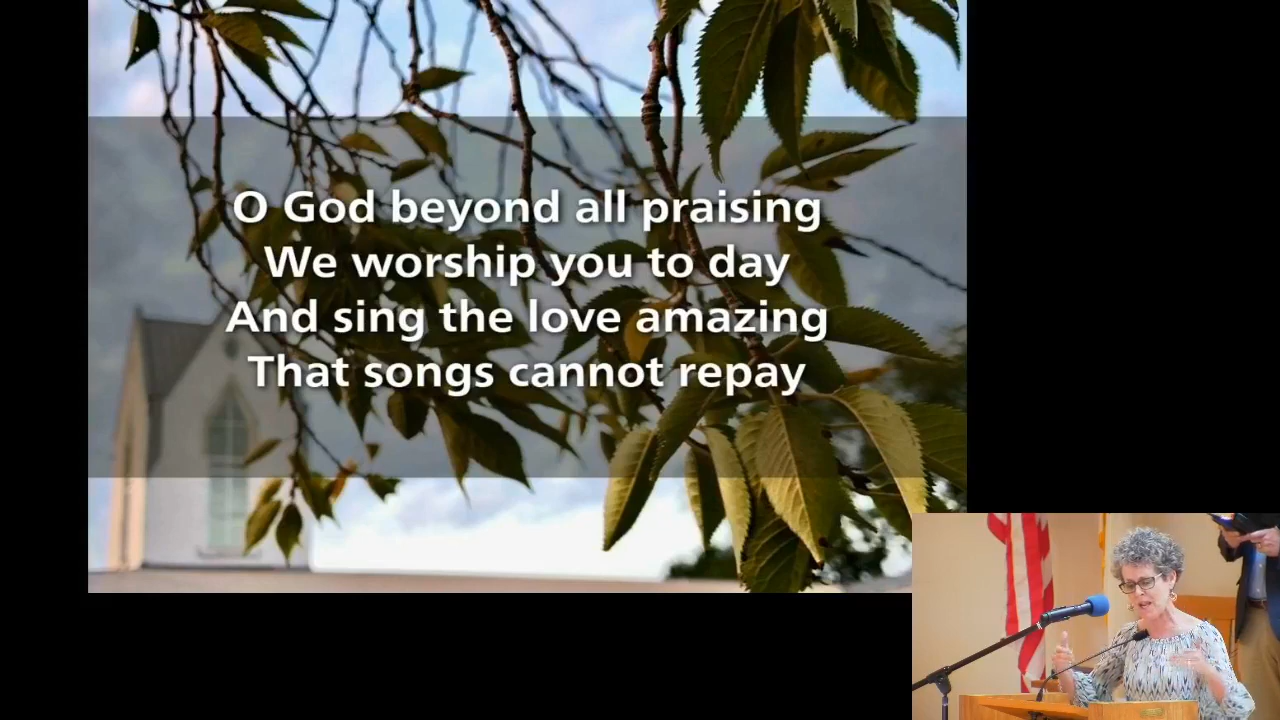 O God beyond all praising
We worship you to day
And sing the love amazing
That songs cannot repay